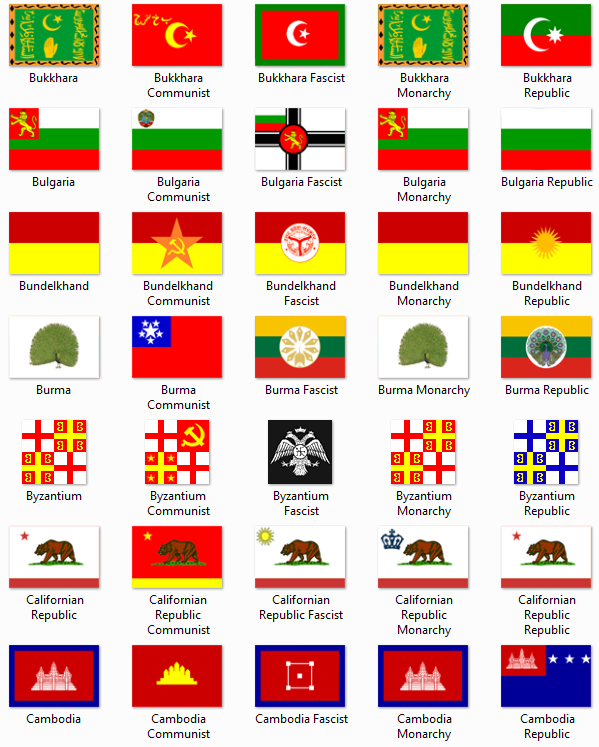 Bukkhara
Bukkhara
Communist
Bukkhara Fascist
Bukkhara
Monarchy
Bukkhara
Republic
Bulgaria
Bulgaria
Communist
Bulgaria Fascist
Bulgaria
Monarchy
Bulgaria Republic
Bundelkhand
Bundelkhand
Communist
Bundelkhand
Fascist
Bundelkhand
Monarchy
Bundelkhand
Republic
Burma
Burma
Communist
Burma Fascist
Burma Monarchy
Burma Republic
Byzantium
Byzantium
Communist
Byzantium
Fascist
Byzantium
Monarchy
Byzantium
Republic
Californian
Republic
Californian
Republic
Communist
Californian
Republic Fascist
Californian
Republic
Monarchy
Californian
Republic
Republic
Cambodia
Cambodia
Communist
Cambodia Fascist
Cambodia
Monarchy
Cambodia
Republic